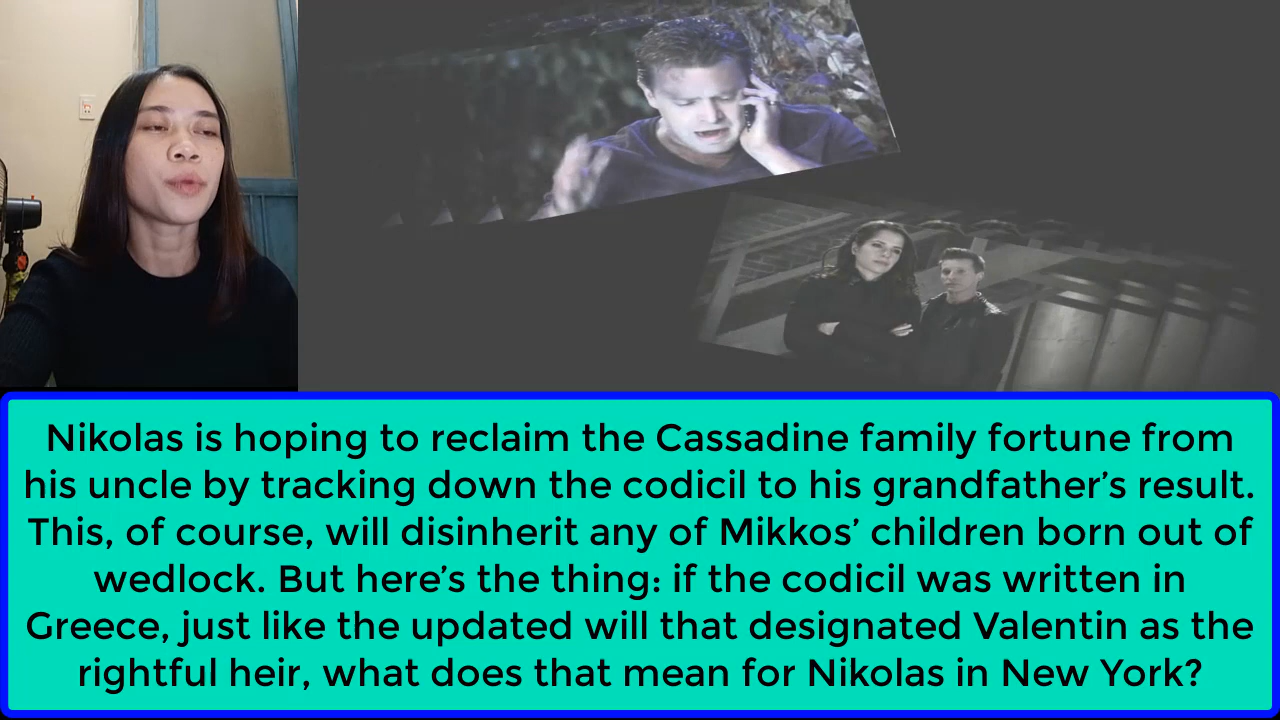 Nikolas is hoping to reclaim the Cassadine family fortune from
his uncle by tracking down the codicil to his grandfather’s result.
This, of course, will disinherit any of Mikkos’ children born out of
wedlock. But here’s the thing: if the codicil was written in
Greece, just like the updated will that designated Valentin as the
rightful heir, what does that mean for Nikolas in New York?